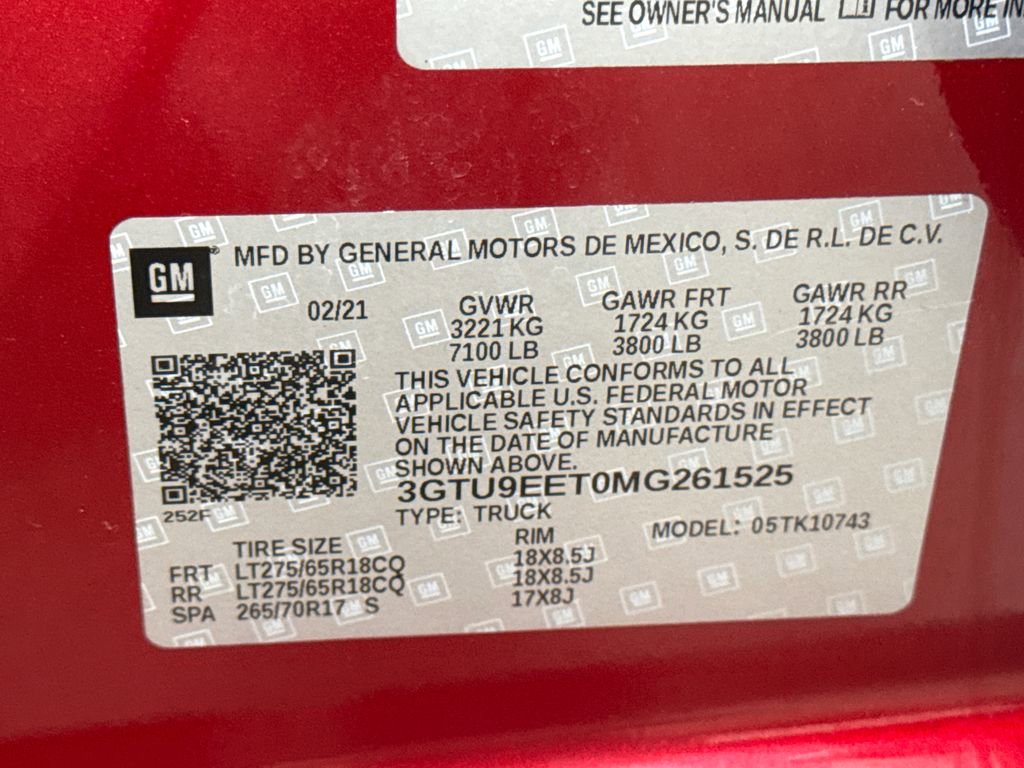 SEE OWNER'S MANUAL FOR MORE IN
GM
MFD BY GENERAL MOTORS DE MEXICO, S. DE R.L. DE C.V.
02/21
GVWR GAWR FRT GAWR RR
3221 KG 1724 KG 1724 KG
7100 LB 3800 LB 3800 LB
THIS VEHICLE CONFORMS TO ALL
APPLICABLE U.S. FEDERAL MOTOR
VEHICLE SAFETY STANDARDS IN EFFECT
ON THE DATE OF MANUFACTURE
SHOWN ABOVE.
3GTU9EET0MG261525
252F
TYPE: TRUCK MODEL: 05TK10743
TIRE SIZE RIM
FRT LT275/65R18CQ 18X8.5J
RR LT275/65R18CQ 18X8.5J
SPA 265/70R17 S 17X8J